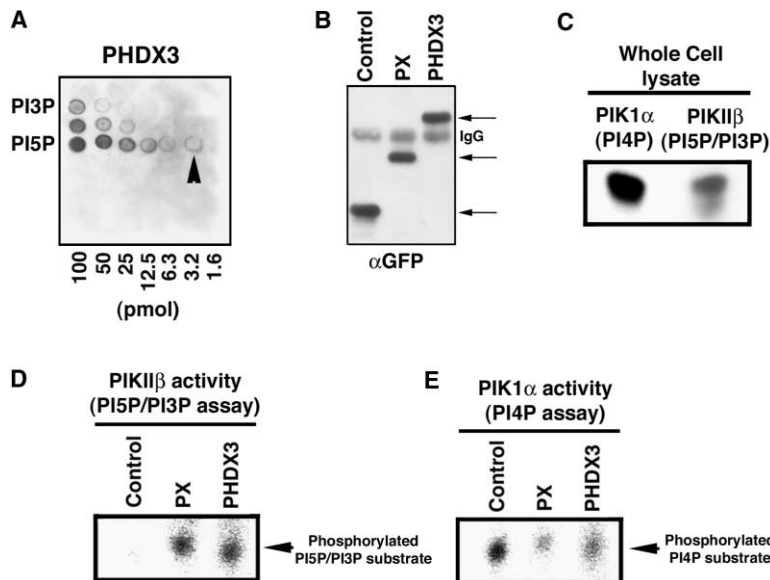 A
PHDX3
PI3P
PI5P
100
50
25
12.5
6.3
3.2
1.6
(pmol)
B
Control
PX
PHDX3
IgG
αGFP
C
Whole Cell
lysate
PIK1α
(PI4P)
PIKIIβ
(PI5P/PI3P)
D
PIKIIβ activity
(PI5P/PI3P assay)
Control
PX
PHDX3
Phosphorylated
PI5P/PI3P substrate
E
PIK1α activity
(PI4P assay)
Control
PX
PHDX3
Phosphorylated
PI4P substrate